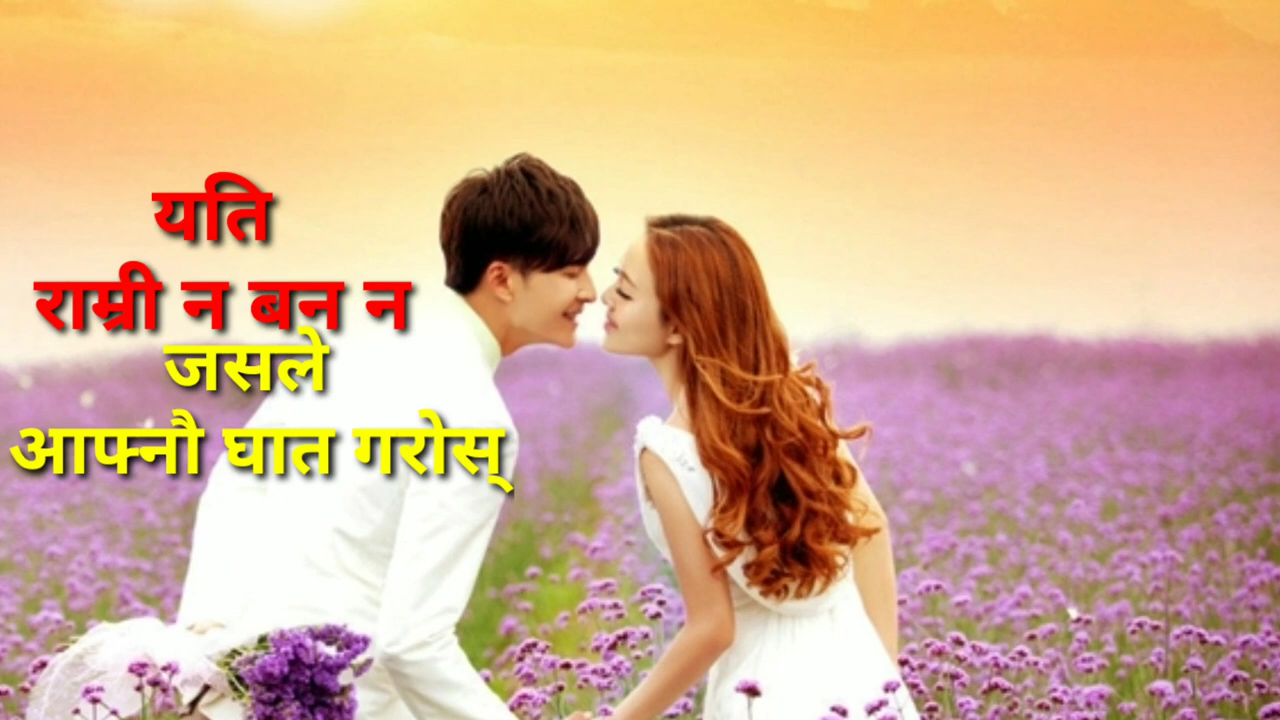 यति
राम्री न बन न
जसले
आफ्नौ घात गरोस्